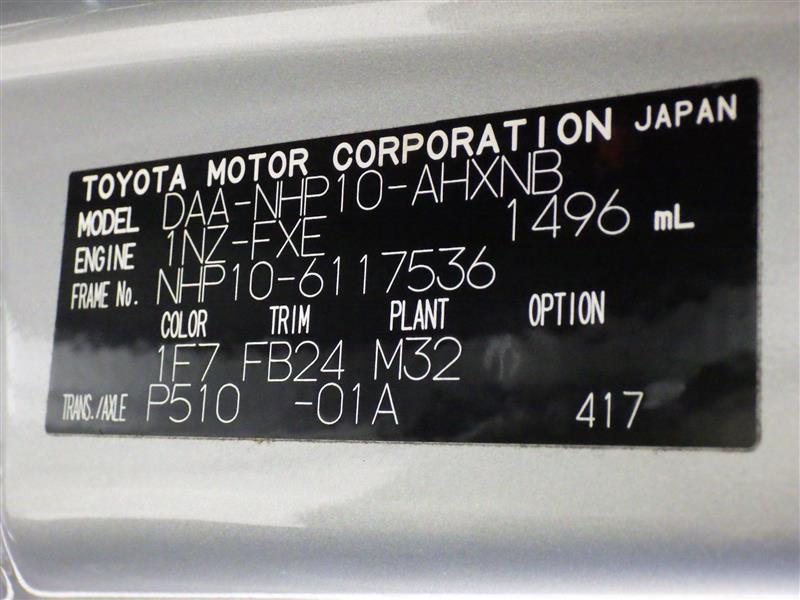 TOYOTA MOTOR CORPORATION JAPAN
MODEL DAA-NHP10-AHXNB
ENGINE 1NZ-FXE 1496 mL
FRAME No. NHP10-6117536
COLOR TRIM PLANT OPTION
1F7 FB24 M32
TRANS./AXLE P510 -01A 417